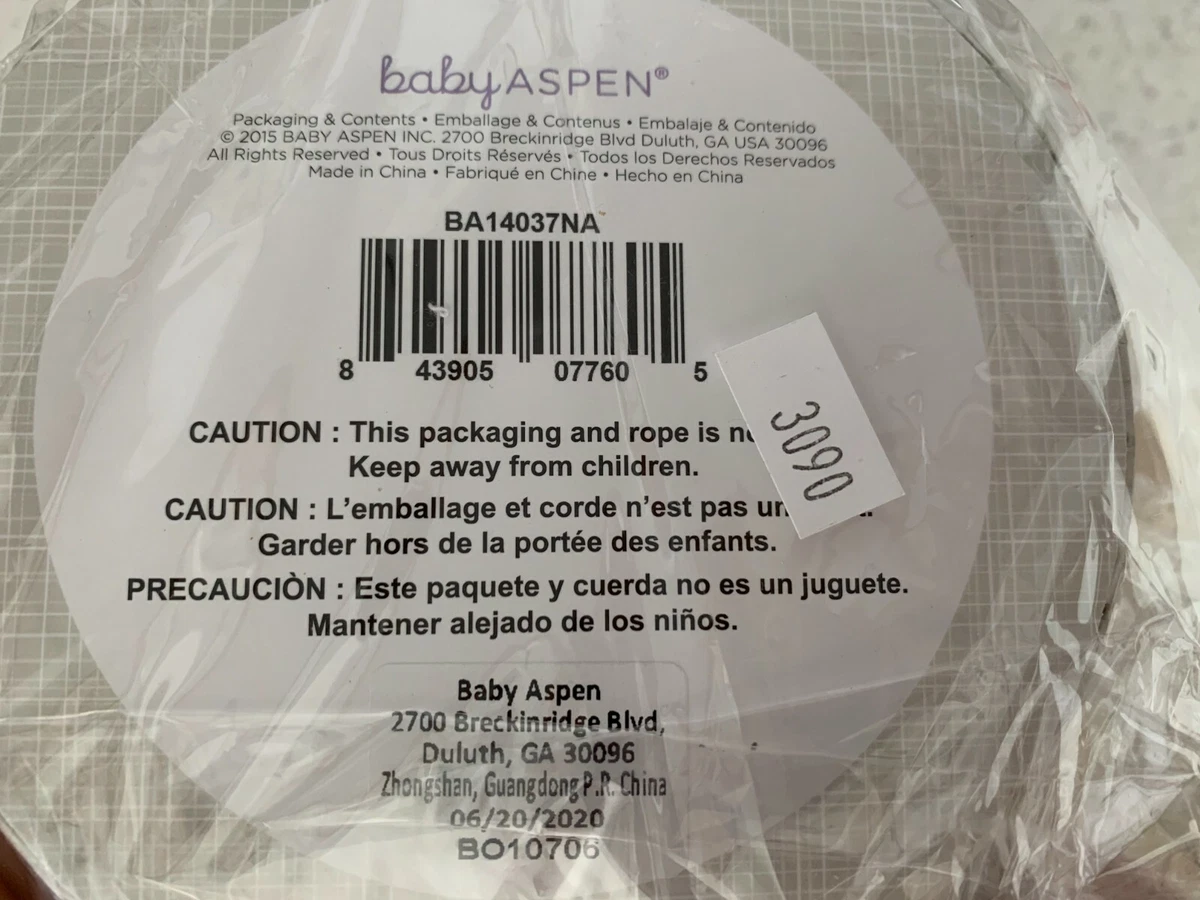 baby ASPEN®
Packaging & Contents • Emballage & Contenus • Embalaje & Contenido
© 2015 BABY ASPEN INC. 2700 Breckinridge Blvd Duluth, GA USA 30096
All Rights Reserved • Tous Droits Réservés • Todos los Derechos Reservados
Made in China • Fabriqué en Chine • Hecho en China
BA14037NA
8 43905 07760 5
CAUTION : This packaging and rope is
Keep away from children.
3090
CAUTION : L'emballage et corde n'est pas
Garder hors de la portée des enfants.
PRECAUCIÒN : Este paquete y cuerda no es un juguete.
Mantener alejado de los niños.
Baby Aspen
2700 Breckinridge Blvd,
Duluth, GA 30096
Zhongshan, Guangdong P.R. China
06/20/2020
BO10706